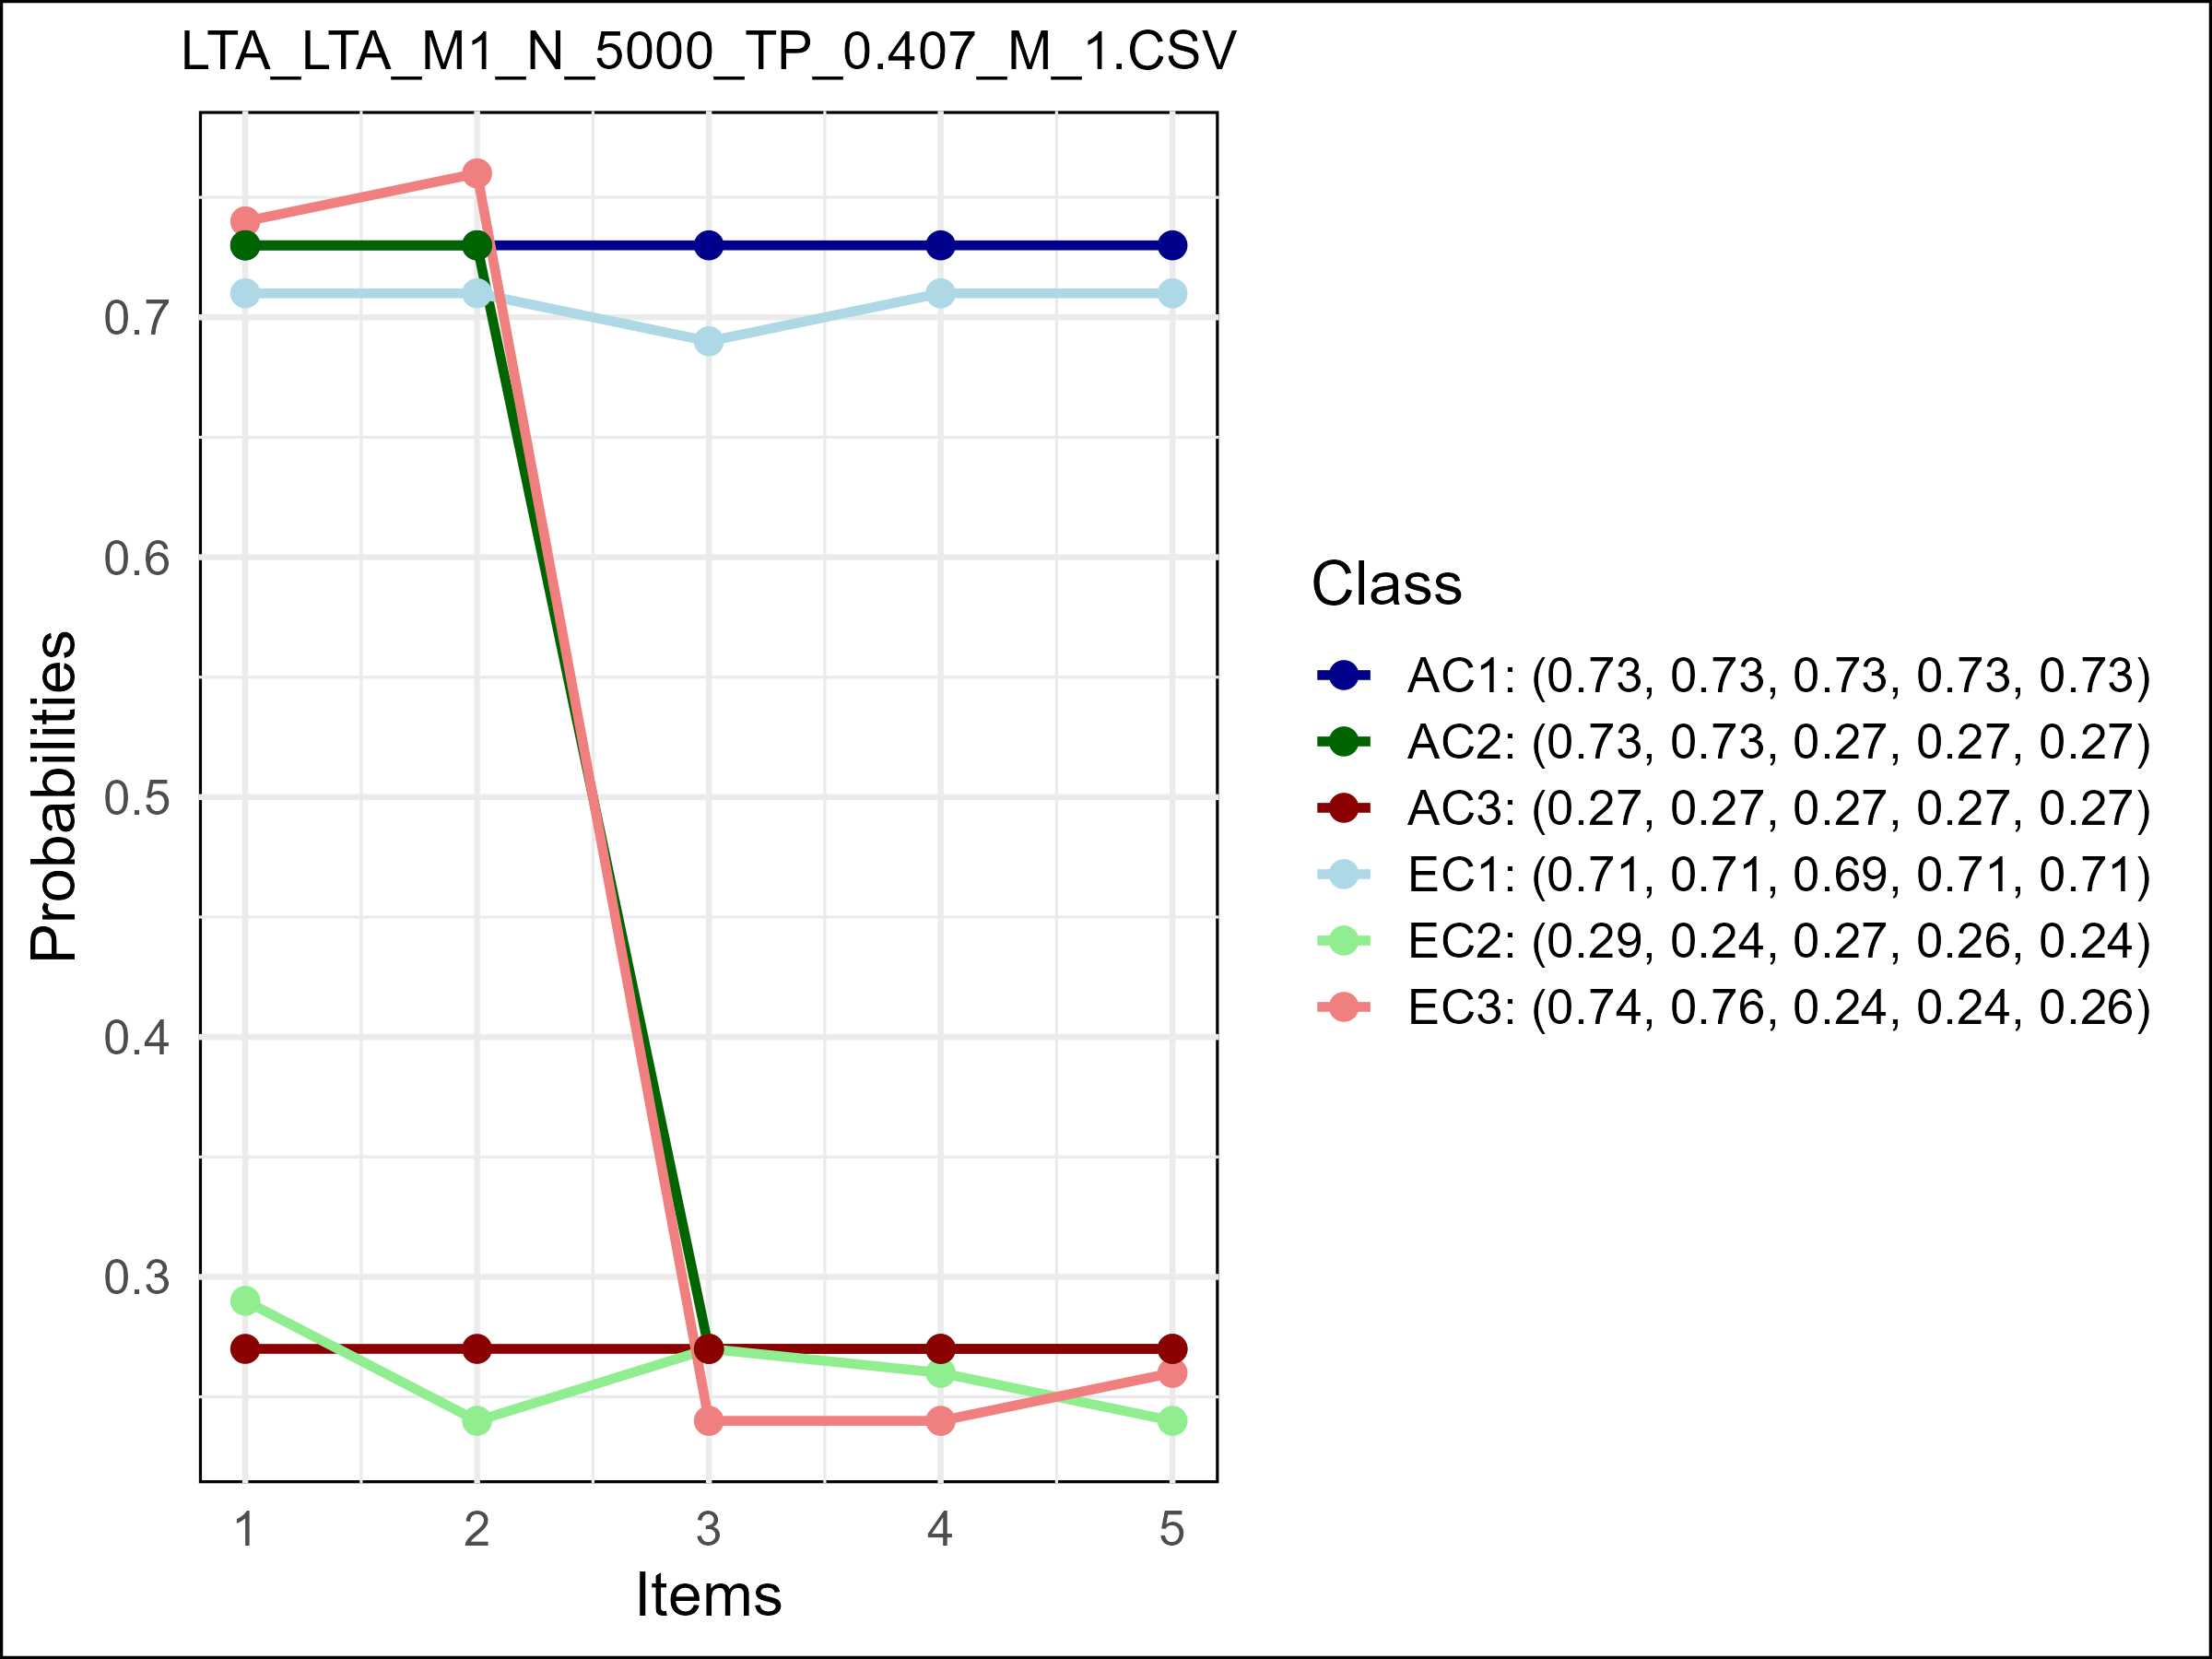 LTA_LTA_M1_N_5000_TP_0.407_M_1.CSV
Probabilities
0.7
0.6
0.5
0.4
0.3
1 2 3 4 5
Items
Class
AC1: (0.73, 0.73, 0.73, 0.73, 0.73)
AC2: (0.73, 0.73, 0.27, 0.27, 0.27)
AC3: (0.27, 0.27, 0.27, 0.27, 0.27)
EC1: (0.71, 0.71, 0.69, 0.71, 0.71)
EC2: (0.29, 0.24, 0.27, 0.26, 0.24)
EC3: (0.74, 0.76, 0.24, 0.24, 0.26)